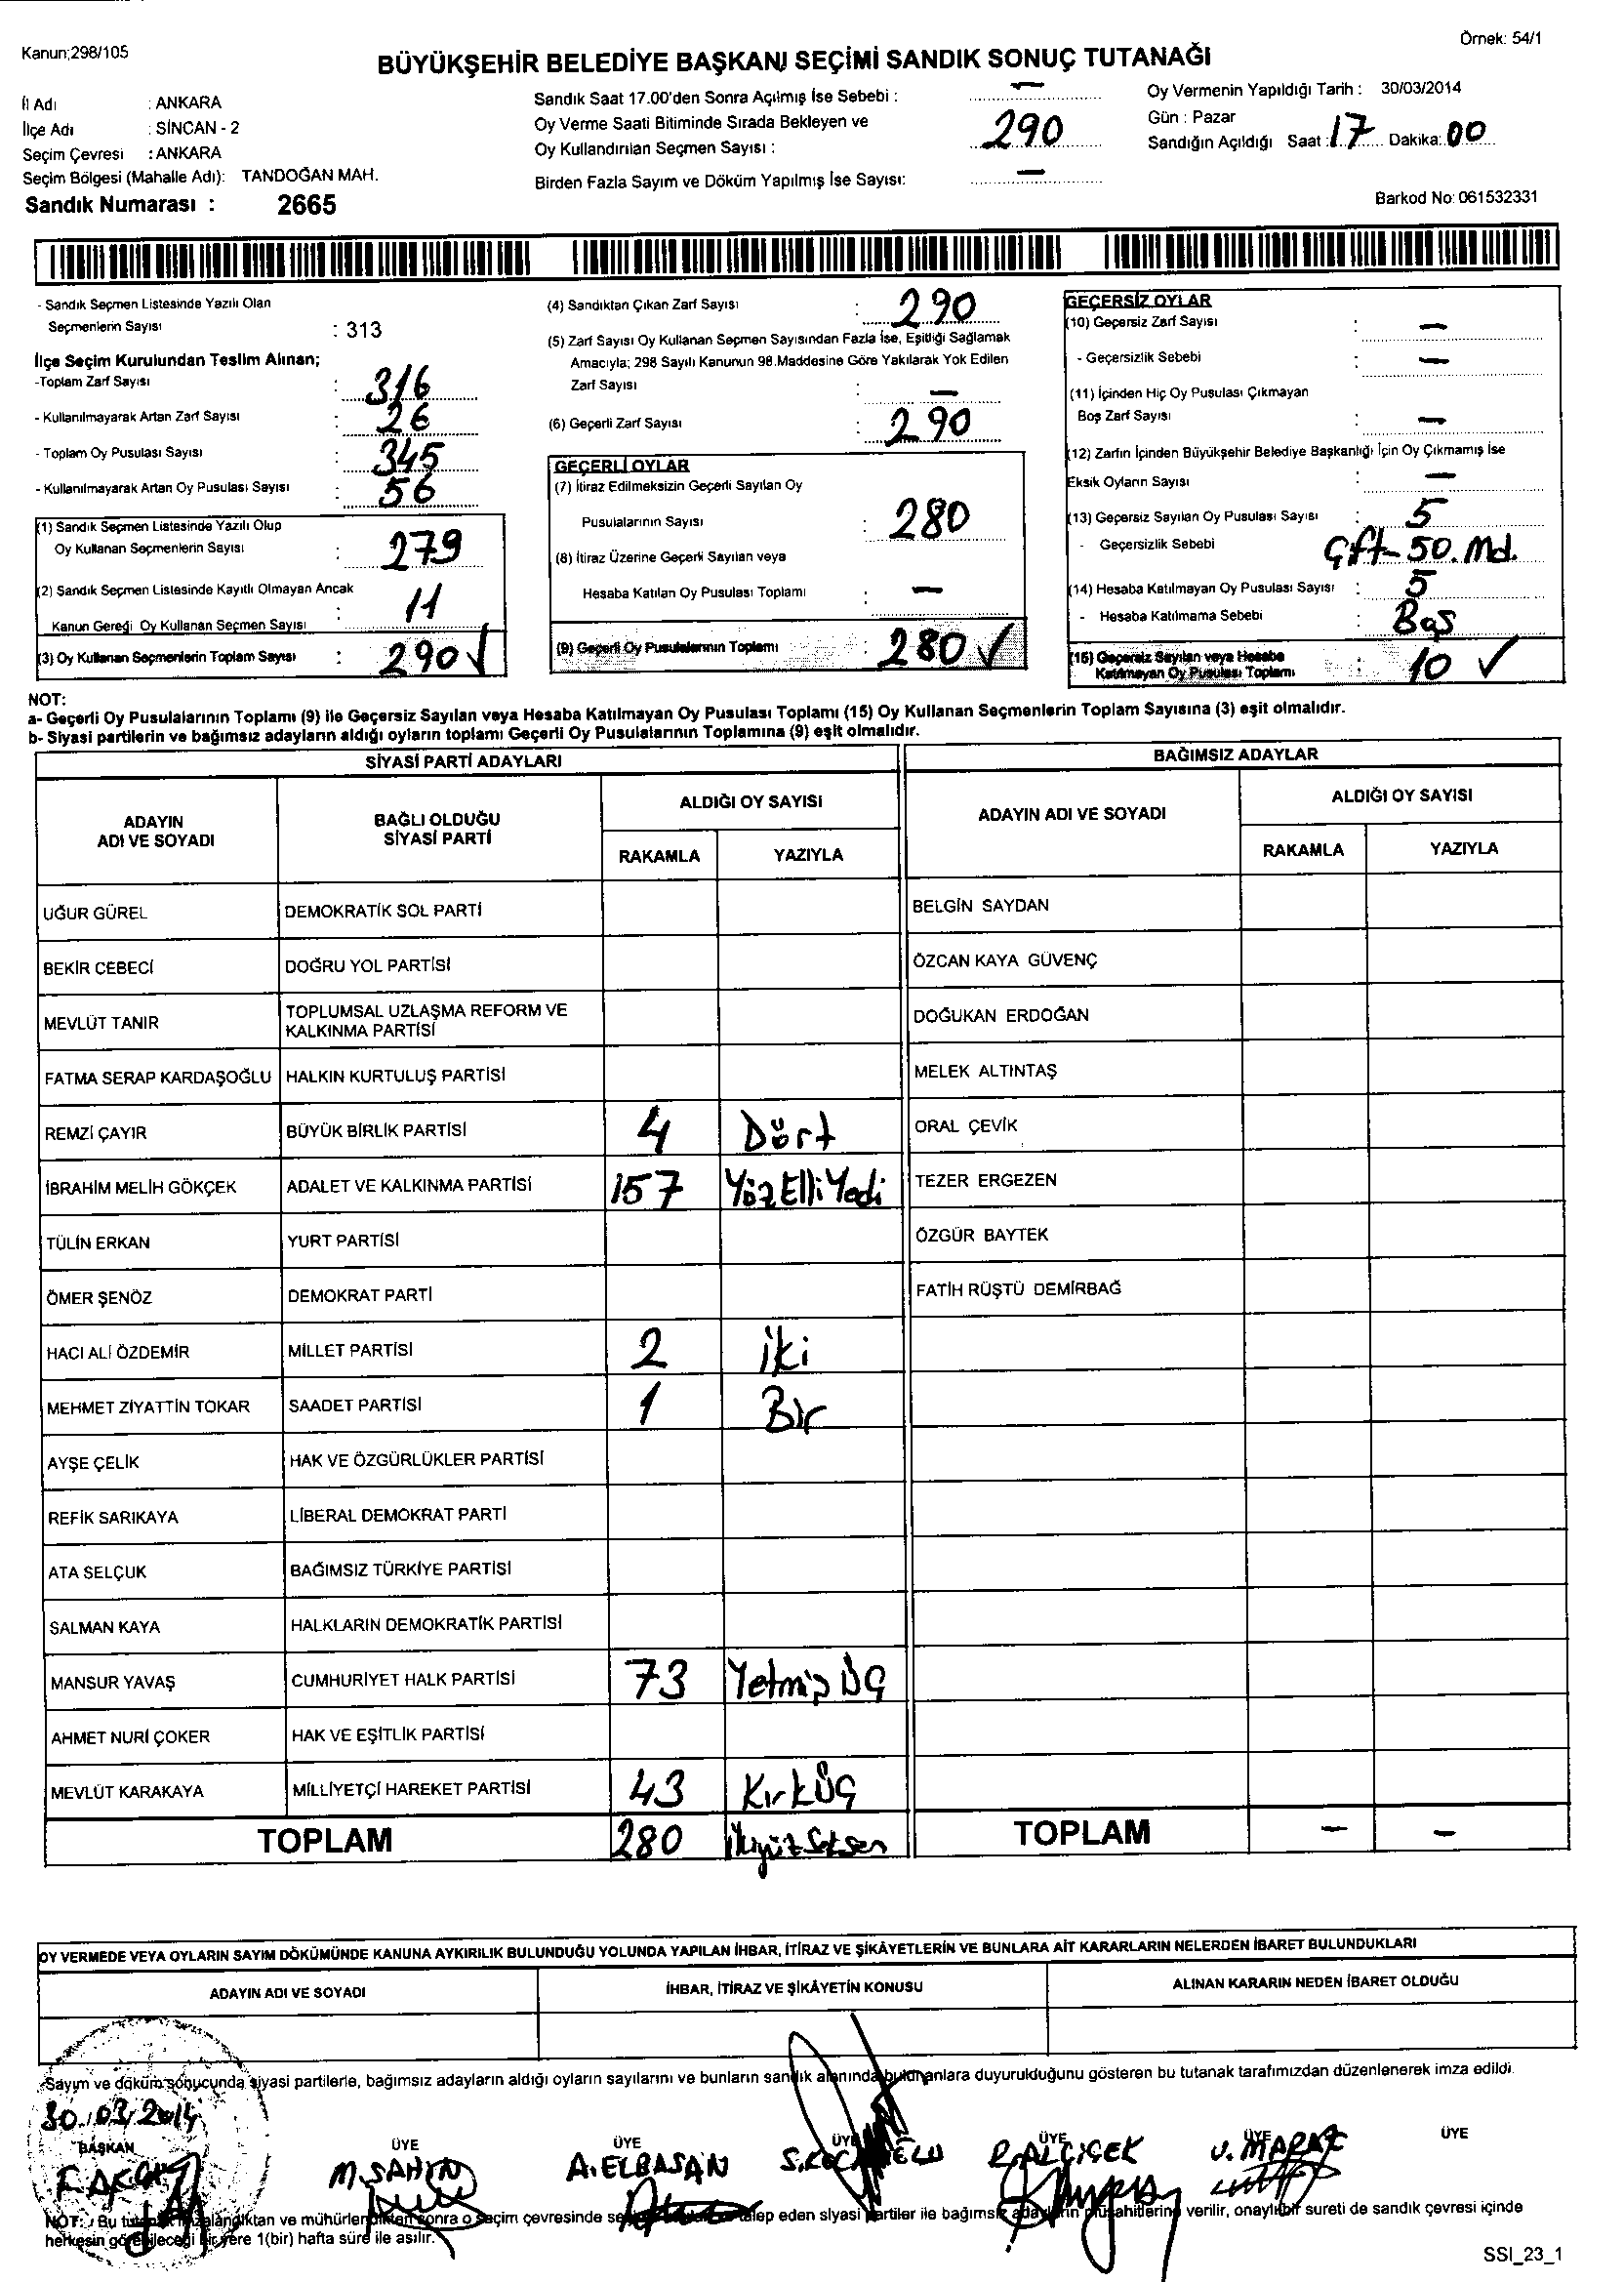 Kanun;298/105
Örnek: 54/1
BÜYÜKŞEHİR BELEDİYE BAŞKANI SEÇİMİ SANDIK SONUÇ TUTANAĞI
İl Adı : ANKARA
İlçe Adı : SİNCAN - 2
Seçim Çevresi : ANKARA
Seçim Bölgesi (Mahalle Adı): TANDOĞAN MAH.
Sandık Numarası : 2665
Sandık Saat 17.00'den Sonra Açılmış İse Sebebi : —
Oy Verme Saati Bitiminde Sırada Bekleyen ve
Oy Kullandırılan Seçmen Sayısı : 290
Birden Fazla Sayım ve Döküm Yapılmış İse Sayısı: —
Oy Vermenin Yapıldığı Tarih : 30/03/2014
Gün : Pazar
Sandığın Açıldığı Saat : 17 Dakika: 00
Barkod No: 061532331
- Sandık Seçmen Listesinde Yazılı Olan
Seçmenlerin Sayısı : 313
İlçe Seçim Kurulundan Teslim Alınan;
-Toplam Zarf Sayısı : 316
- Kullanılmayarak Artan Zarf Sayısı : 26
- Toplam Oy Pusulası Sayısı : 345
- Kullanılmayarak Artan Oy Pusulası Sayısı : 56
(1) Sandık Seçmen Listesinde Yazılı Olup
Oy Kullanan Seçmenlerin Sayısı : 279
(2) Sandık Seçmen Listesinde Kayıtlı Olmayan Ancak
Kanun Gereği Oy Kullanan Seçmen Sayısı : 11
(3) Oy Kullanan Seçmenlerin Toplam Sayısı : 290 ✓
(4) Sandıktan Çıkan Zarf Sayısı : 290
(5) Zarf Sayısı Oy Kullanan Seçmen Sayısından Fazla İse, Eşitliği Sağlamak
Amacıyla; 298 Sayılı Kanunun 98.Maddesine Göre Yakılarak Yok Edilen
Zarf Sayısı : —
(6) Geçerli Zarf Sayısı : 290
GEÇERLİ OYLAR
(7) İtiraz Edilmeksizin Geçerli Sayılan Oy
Pusulalarının Sayısı : 280
(8) İtiraz Üzerine Geçerli Sayılan veya
Hesaba Katılan Oy Pusulası Toplamı : —
(9) Geçerli Oy Pusulalarının Toplamı : 280 ✓
GEÇERSİZ OYLAR
(10) Geçersiz Zarf Sayısı : —
- Geçersizlik Sebebi : —
(11) İçinden Hiç Oy Pusulası Çıkmayan
Boş Zarf Sayısı : —
(12) Zarfın İçinden Büyükşehir Belediye Başkanlığı İçin Oy Çıkmamış İse
Eksik Oyların Sayısı : —
(13) Geçersiz Sayılan Oy Pusulası Sayısı : 5
- Geçersizlik Sebebi : Çift - 50. Md.
(14) Hesaba Katılmayan Oy Pusulası Sayısı : 5
- Hesaba Katılmama Sebebi : Boş
(15) Geçersiz Sayılan veya Hesaba
Katılmayan Oy Pusulası Toplamı : 10 ✓
NOT:
a- Geçerli Oy Pusulalarının Toplamı (9) ile Geçersiz Sayılan veya Hesaba Katılmayan Oy Pusulası Toplamı (15) Oy Kullanan Seçmenlerin Toplam Sayısına (3) eşit olmalıdır.
b- Siyasi partilerin ve bağımsız adayların aldığı oyların toplamı Geçerli Oy Pusulalarının Toplamına (9) eşit olmalıdır.
SİYASİ PARTİ ADAYLARI
ADAYIN ADI VE SOYADI BAĞLI OLDUĞU SİYASİ PARTİ ALDIĞI OY SAYISI
RAKAMLA YAZIYLA
UĞUR GÜREL DEMOKRATİK SOL PARTİ
BEKİR CEBECİ DOĞRU YOL PARTİSİ
MEVLÜT TANIR TOPLUMSAL UZLAŞMA REFORM VE KALKINMA PARTİSİ
FATMA SERAP KARDAŞOĞLU HALKIN KURTULUŞ PARTİSİ
REMZİ ÇAYIR BÜYÜK BİRLİK PARTİSİ 4 Dört
İBRAHİM MELİH GÖKÇEK ADALET VE KALKINMA PARTİSİ 157 Yüz Elli Yedi
TÜLİN ERKAN YURT PARTİSİ
ÖMER ŞENÖZ DEMOKRAT PARTİ
HACI ALİ ÖZDEMİR MİLLET PARTİSİ 2 İki
MEHMET ZİYATTİN TOKAR SAADET PARTİSİ 1 Bir
AYŞE ÇELİK HAK VE ÖZGÜRLÜKLER PARTİSİ
REFİK SARIKAYA LİBERAL DEMOKRAT PARTİ
ATA SELÇUK BAĞIMSIZ TÜRKİYE PARTİSİ
SALMAN KAYA HALKLARIN DEMOKRATİK PARTİSİ
MANSUR YAVAŞ CUMHURİYET HALK PARTİSİ 73 Yetmiş Üç
AHMET NURİ ÇOKER HAK VE EŞİTLİK PARTİSİ
MEVLÜT KARAKAYA MİLLİYETÇİ HAREKET PARTİSİ 43 Kırk Üç
TOPLAM 280 İkiyüz Seksen
BAĞIMSIZ ADAYLAR
ADAYIN ADI VE SOYADI ALDIĞI OY SAYISI
RAKAMLA YAZIYLA
BELGİN SAYDAN
ÖZCAN KAYA GÜVENÇ
DOĞUKAN ERDOĞAN
MELEK ALTINTAŞ
ORAL ÇEVİK
TEZER ERGEZEN
ÖZGÜR BAYTEK
FATİH RÜŞTÜ DEMİRBAĞ
TOPLAM — —
OY VERMEDE VEYA OYLARIN SAYIM DÖKÜMÜNDE KANUNA AYKIRILIK BULUNDUĞU YOLUNDA YAPILAN İHBAR, İTİRAZ VE ŞİKÂYETLERİN VE BUNLARA AİT KARARLARIN NELERDEN İBARET BULUNDUKLARI
ADAYIN ADI VE SOYADI İHBAR, İTİRAZ VE ŞİKÂYETİN KONUSU ALINAN KARARIN NEDEN İBARET OLDUĞU
Sayım ve döküm sonucunda siyasi partilerle, bağımsız adayların aldığı oyların sayılarını ve bunların sandık alanında bulunanlara duyurulduğunu gösteren bu tutanak tarafımızdan düzenlenerek imza edildi.
30.03.2014
BAŞKAN ÜYE ÜYE ÜYE ÜYE ÜYE ÜYE
M.ŞAHİN A.ELBASAN R.ALÇİÇEK
NOT: Bu ve mühürlendikten sonra o seçim çevresinde talep eden siyasi partiler ile bağımsız adayların müşahitlerine verilir, onaylı bir sureti de sandık çevresi içinde
herkesin görebileceği bir yere 1(bir) hafta süre ile asılır.
SSI_23_1